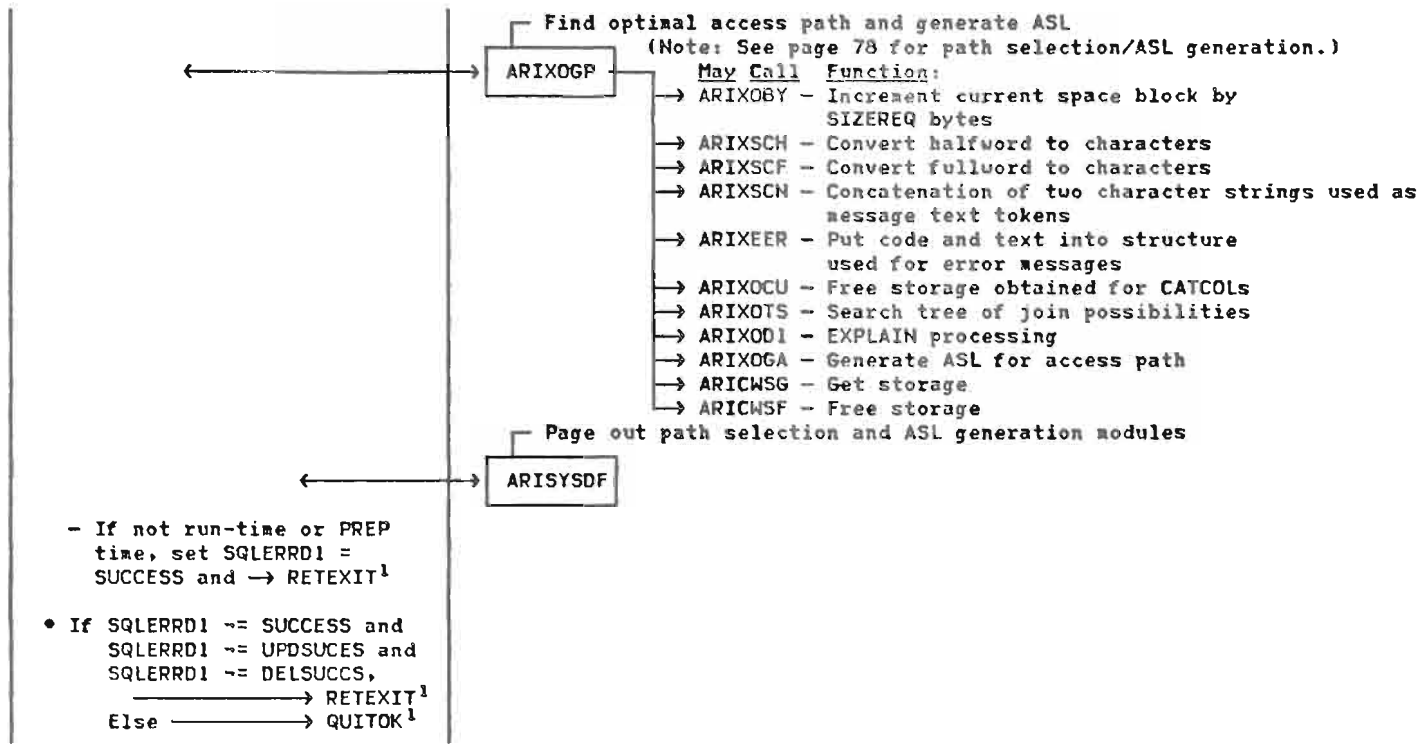 Find optimal access path and generate ASL
(Note: See page 78 for path selection/ASL generation.)
ARIXOGP
May Call Function:
→ ARIXOBY - Increment current space block by
SIZEREQ bytes
→ ARIXSCH - Convert halfword to characters
→ ARIXSCF - Convert fullword to characters
→ ARIXSCN - Concatenation of two character strings used as
message text tokens
→ ARIXEER - Put code and text into structure
used for error messages
→ ARIXOCU - Free storage obtained for CATCOLs
→ ARIXOTS - Search tree of join possibilities
→ ARIXOD1 - EXPLAIN processing
→ ARIXOGA - Generate ASL for access path
→ ARICWSG - Get storage
→ ARICWSF - Free storage
Page out path selection and ASL generation modules
ARISYSDF
- If not run-time or PREP
time, set SQLERRD1 =
SUCCESS and → RETEXIT¹
• If SQLERRD1 ¬= SUCCESS and
SQLERRD1 ¬= UPDSUCES and
SQLERRD1 ¬= DELSUCCS,
→ RETEXIT¹
Else → QUITOK¹